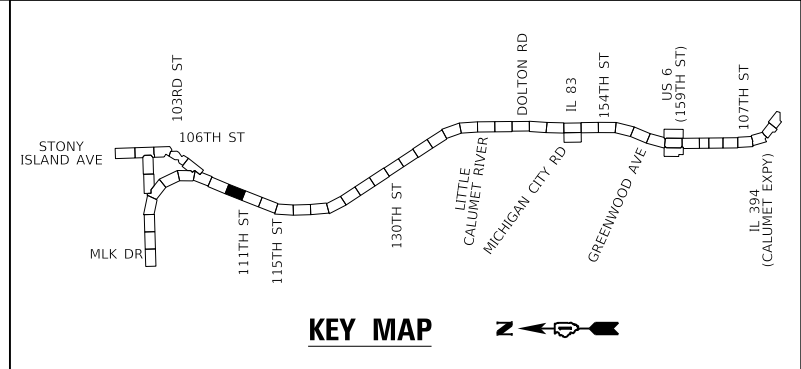 103RD ST
106TH ST
STONY
ISLAND AVE
MLK DR
111TH ST
115TH ST
130TH ST
LITTLE
CALUMET RIVER
DOLTON RD
MICHIGAN CITY RD
IL 83
154TH ST
GREENWOOD AVE
US 6
(159TH ST)
107TH ST
IL 394
(CALUMET EXPY)
KEY MAP
N